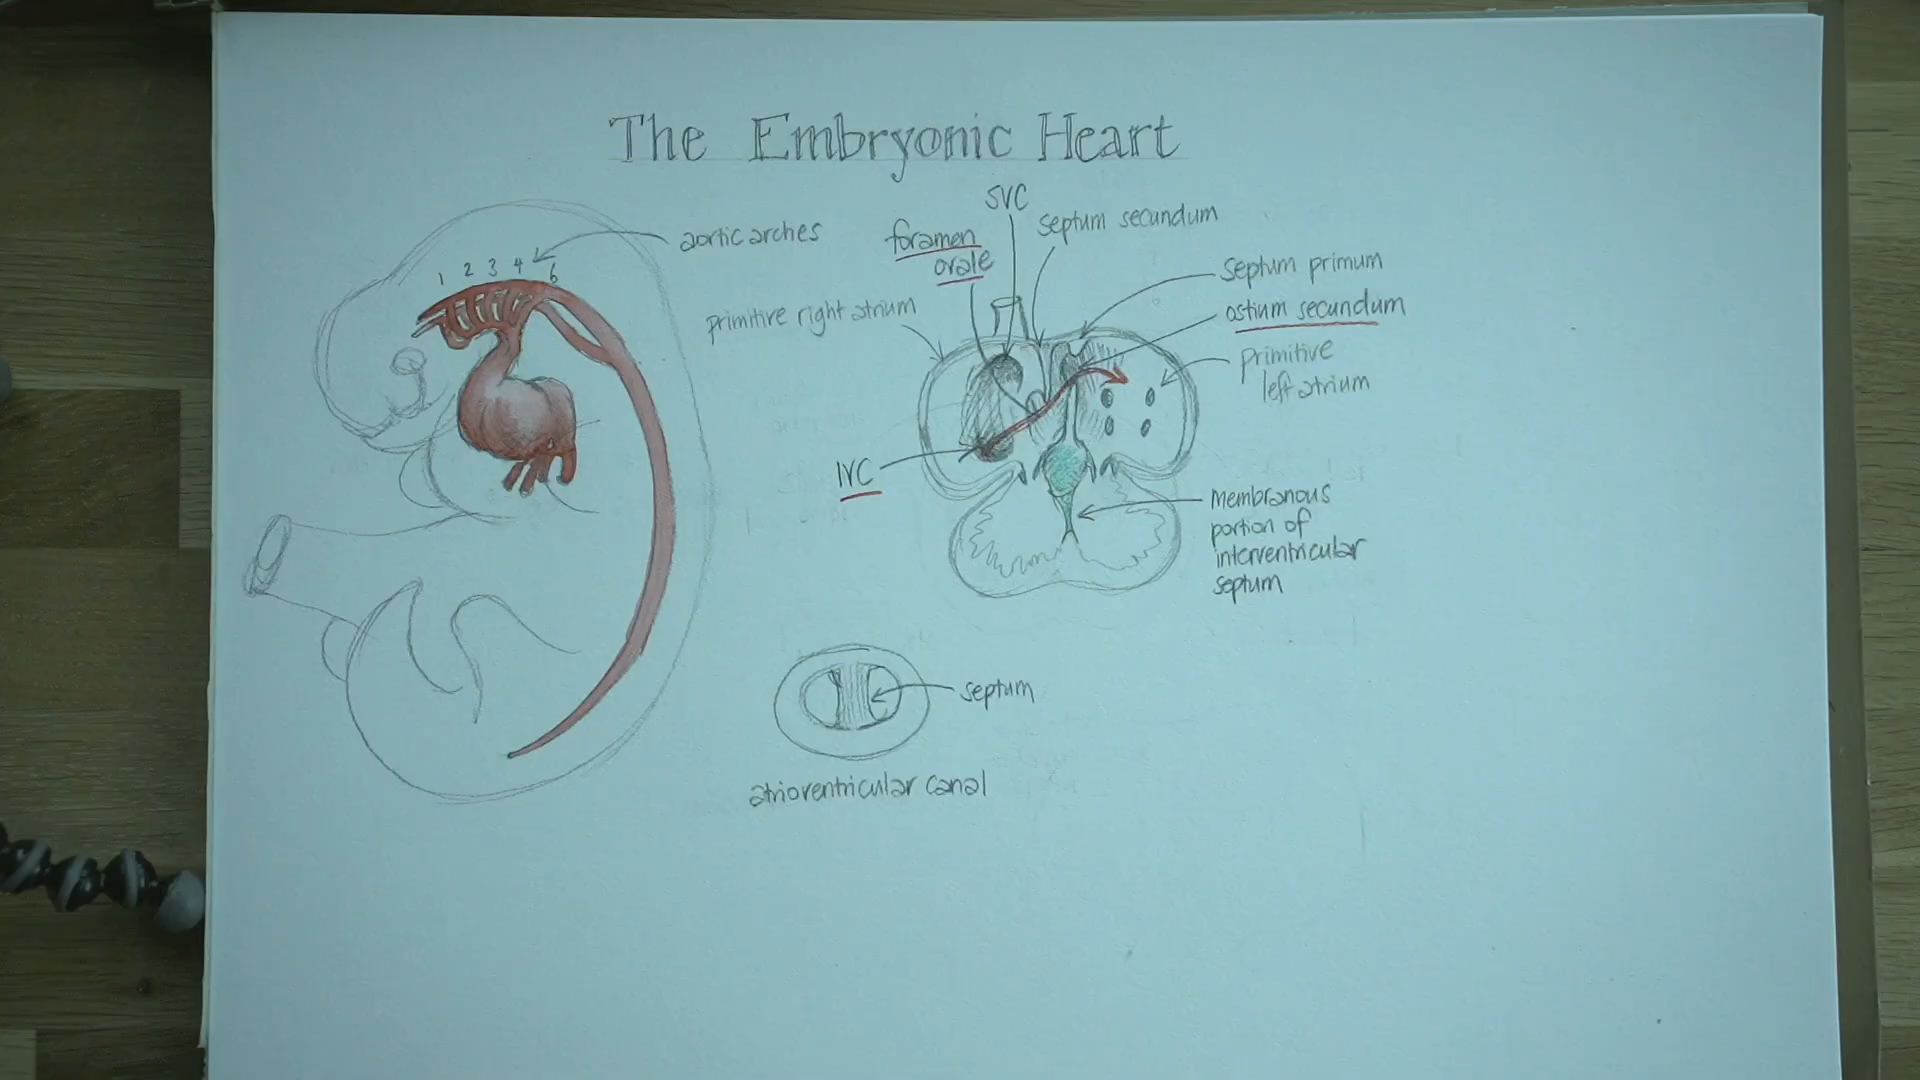 The Embryonic Heart
aortic arches
1 2 3 4 6
SVC
foramen
ovale
septum secundum
septum primum
ostium secundum
primitive right atrium
primitive
left atrium
IVC
membranous
portion of
interventricular
septum
septum
atrioventricular canal